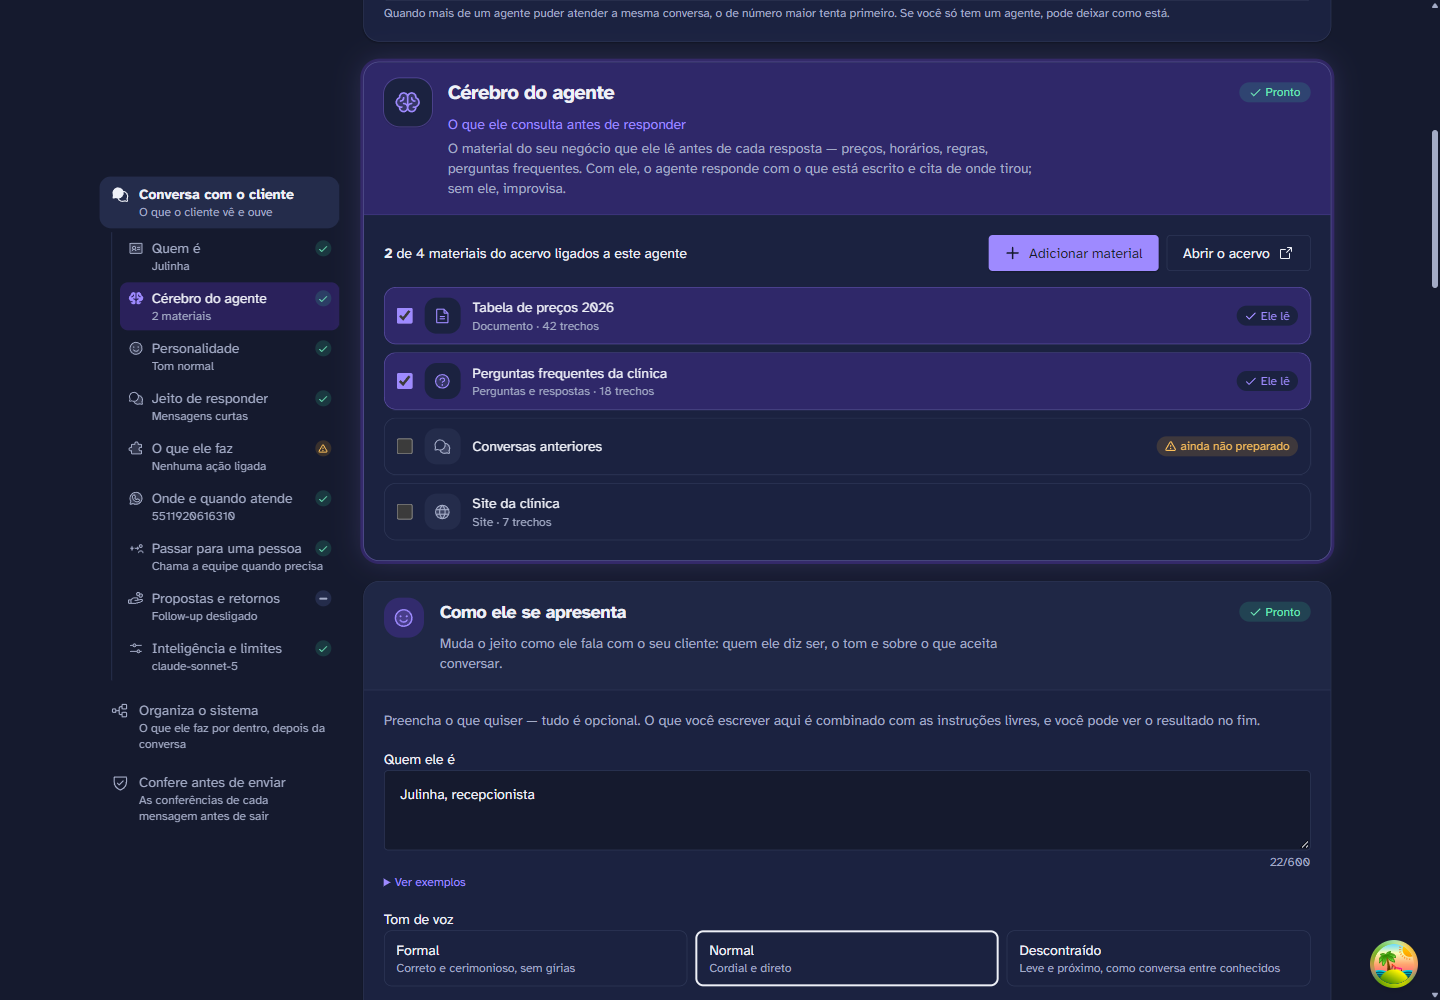 Quando mais de um agente puder atender a mesma conversa, o de número maior tenta primeiro. Se você só tem um agente, pode deixar como está.
Conversa com o cliente
O que o cliente vê e ouve
Quem é
Julinha
Cérebro do agente
2 materiais
Personalidade
Tom normal
Jeito de responder
Mensagens curtas
O que ele faz
Nenhuma ação ligada
Onde e quando atende
5511920616310
Passar para uma pessoa
Chama a equipe quando precisa
Propostas e retornos
Follow-up desligado
Inteligência e limites
claude-sonnet-5
Organiza o sistema
O que ele faz por dentro, depois da
conversa
Confere antes de enviar
As conferências de cada
mensagem antes de sair
Cérebro do agente
Pronto
O que ele consulta antes de responder
O material do seu negócio que ele lê antes de cada resposta — preços, horários, regras,
perguntas frequentes. Com ele, o agente responde com o que está escrito e cita de onde tirou;
sem ele, improvisa.
2 de 4 materiais do acervo ligados a este agente
Adicionar material
Abrir o acervo
Tabela de preços 2026
Documento · 42 trechos
Ele lê
Perguntas frequentes da clínica
Perguntas e respostas · 18 trechos
Ele lê
Conversas anteriores
ainda não preparado
Site da clínica
Site · 7 trechos
Como ele se apresenta
Pronto
Muda o jeito como ele fala com o seu cliente: quem ele diz ser, o tom e sobre o que aceita
conversar.
Preencha o que quiser — tudo é opcional. O que você escrever aqui é combinado com as instruções livres, e você pode ver o resultado no fim.
Quem ele é
Julinha, recepcionista
22/600
Ver exemplos
Tom de voz
Formal
Correto e cerimonioso, sem gírias
Normal
Cordial e direto
Descontraído
Leve e próximo, como conversa entre conhecidos